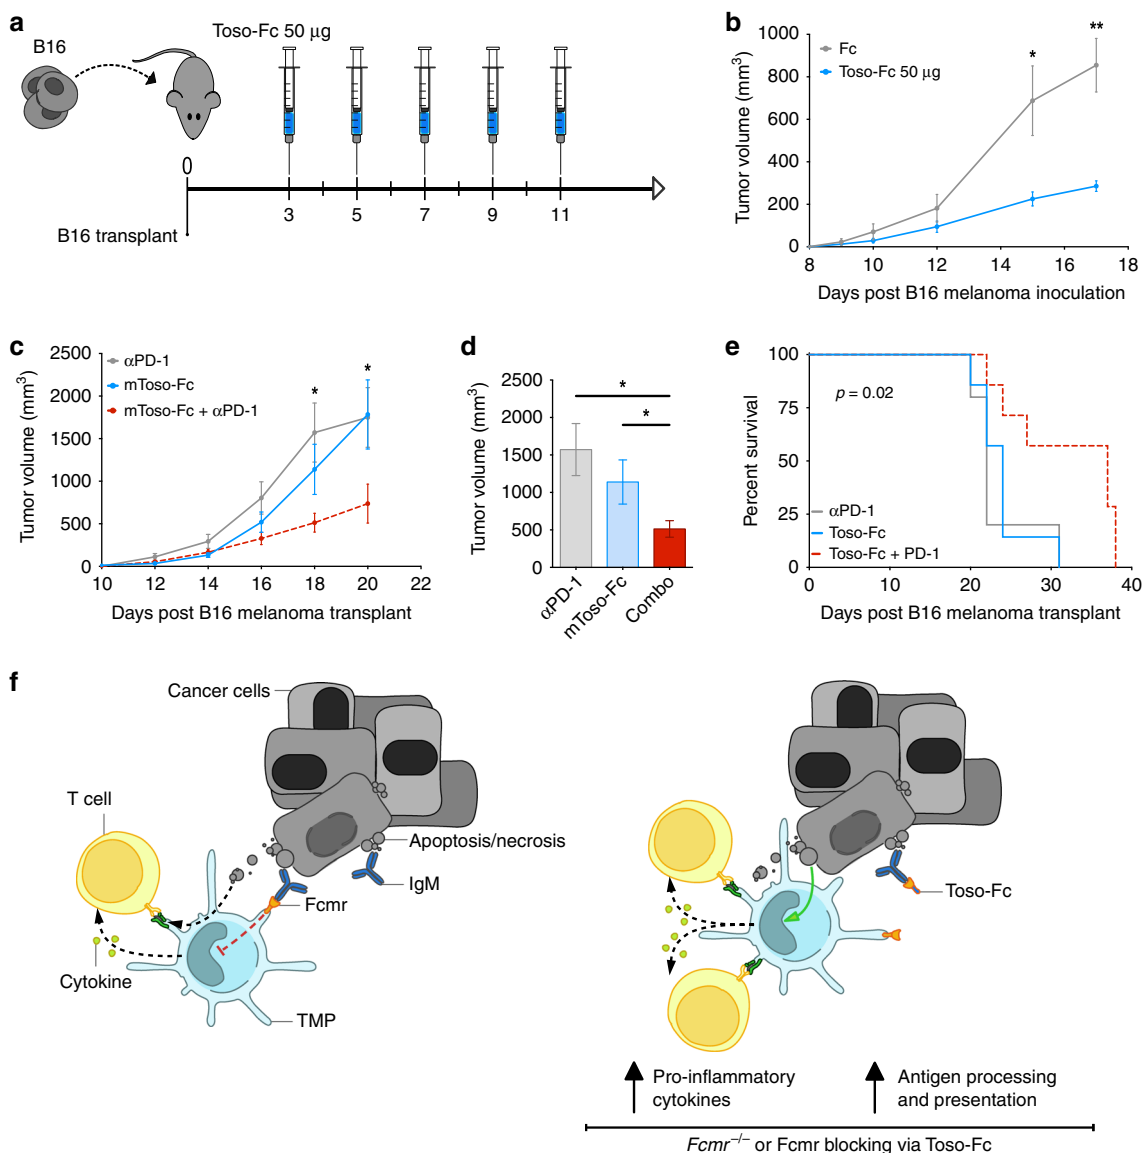 a
B16
Toso-Fc 50 μg
0
3
5
7
9
11
B16 transplant
b
Fc
Toso-Fc 50 μg
*
**
Tumor volume (mm³)
1000
800
600
400
200
0
8
10
12
14
16
18
Days post B16 melanoma inoculation
c
αPD-1
mToso-Fc
mToso-Fc + αPD-1
*
*
Tumor volume (mm³)
2500
2000
1500
1000
500
0
10
12
14
16
18
20
22
Days post B16 melanoma transplant
d
*
*
Tumor volume (mm³)
2500
2000
1500
1000
500
0
αPD-1
mToso-Fc
Combo
e
p = 0.02
Percent survival
100
75
50
25
0
αPD-1
Toso-Fc
Toso-Fc + PD-1
0
10
20
30
40
Days post B16 melanoma transplant
f
Cancer cells
T cell
Apoptosis/necrosis
IgM
Fcmr
Cytokine
TMP
Toso-Fc
Pro-inflammatory
cytokines
Antigen processing
and presentation
Fcmr⁻/⁻ or Fcmr blocking via Toso-Fc